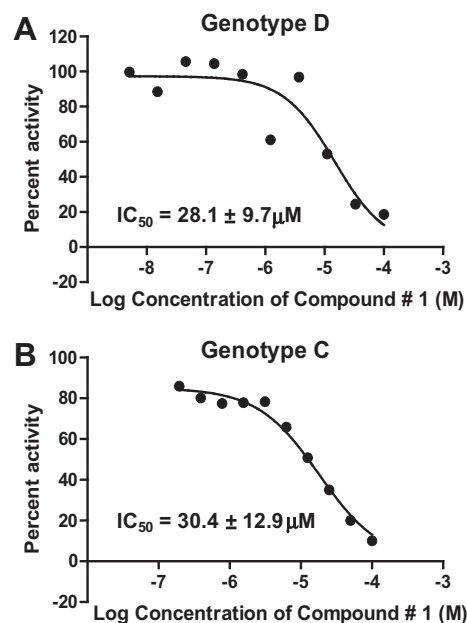 A
Genotype D
120
100
80
60
40
20
0
-20
Percent activity
IC50 = 28.1 ± 9.7μM
-8 -7 -6 -5 -4 -3
Log Concentration of Compound # 1 (M)
B
Genotype C
100
80
60
40
20
0
-20
Percent activity
IC50 = 30.4 ± 12.9μM
-7 -6 -5 -4 -3
Log Concentration of Compound # 1 (M)